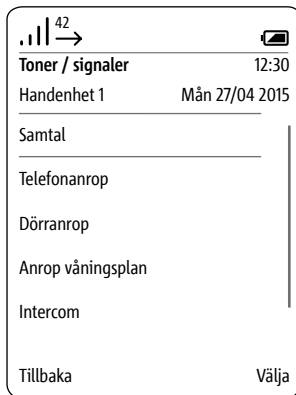 42
Toner / signaler 12:30
Handenhet 1 Mån 27/04 2015
Samtal
Telefonanrop
Dörranrop
Anrop våningsplan
Intercom
Tillbaka Välja